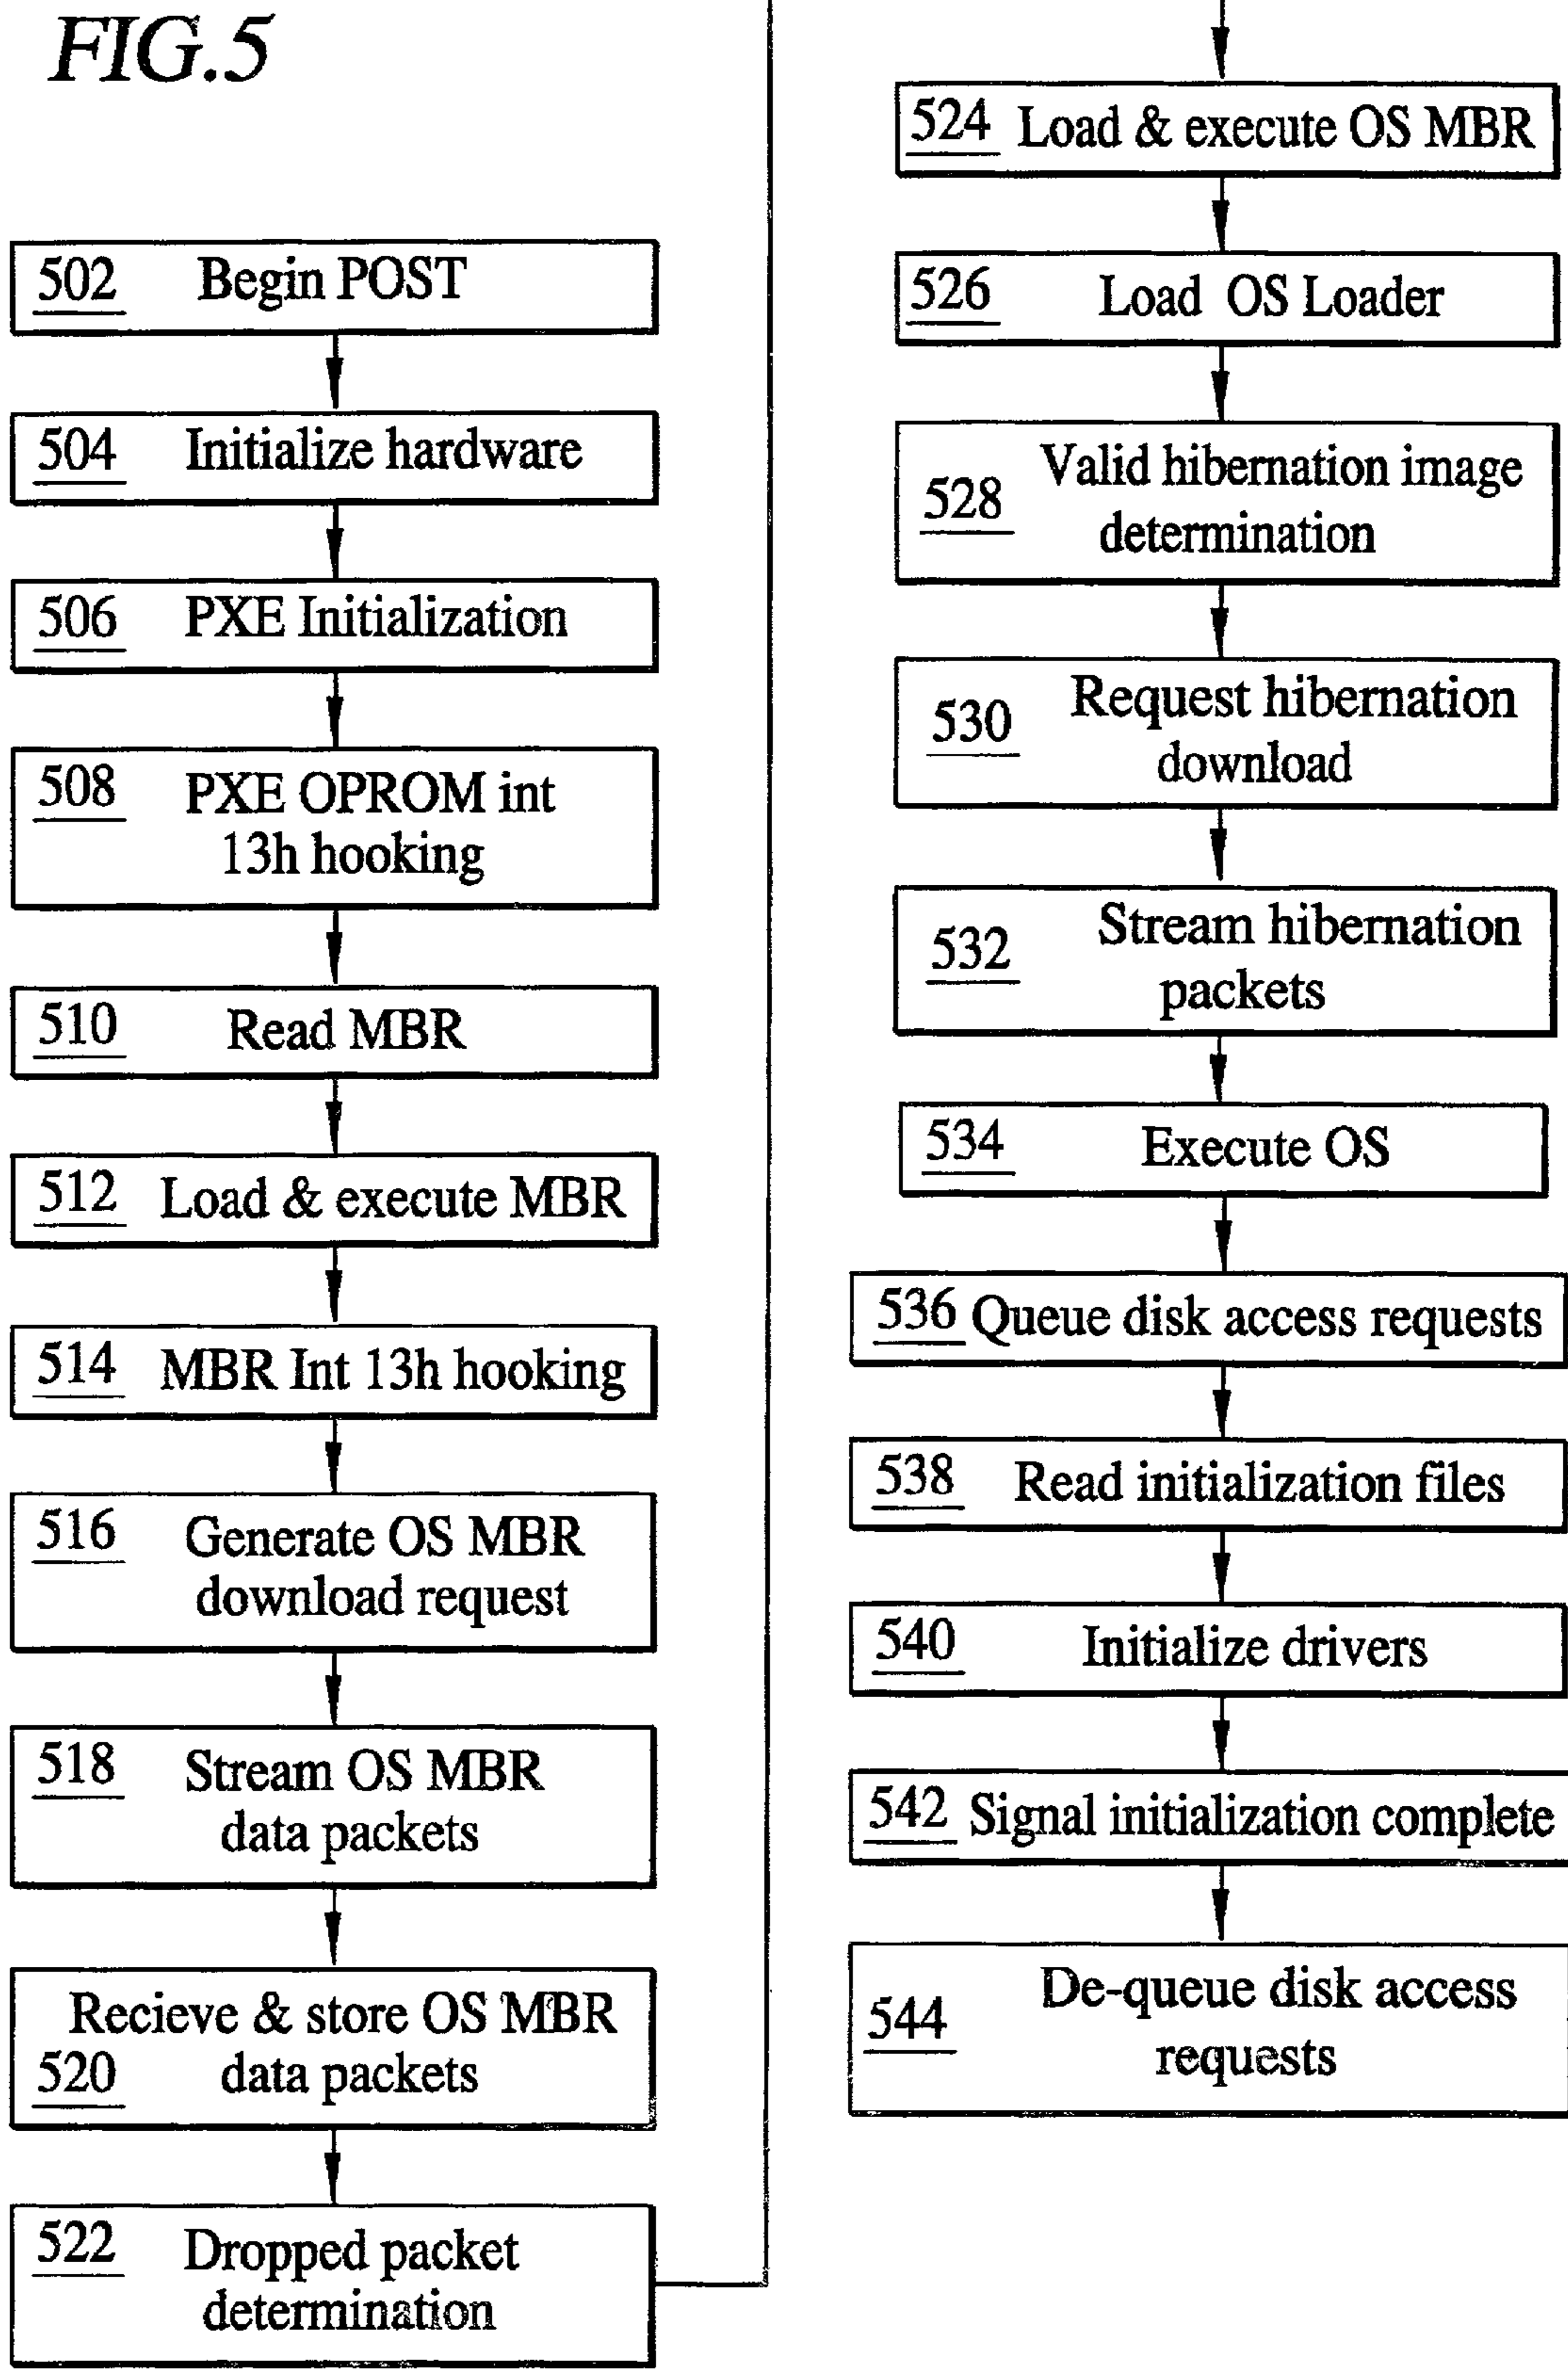 FIG.5
502 Begin POST
504 Initialize hardware
506 PXE Initialization
508 PXE OPROM int
13h hooking
510 Read MBR
512 Load & execute MBR
514 MBR Int 13h hooking
516 Generate OS MBR
download request
518 Stream OS MBR
data packets
Recieve & store OS MBR
520 data packets
522 Dropped packet
determination
524 Load & execute OS MBR
526 Load OS Loader
528 Valid hibernation image
determination
530 Request hibernation
download
532 Stream hibernation
packets
534 Execute OS
536 Queue disk access requests
538 Read initialization files
540 Initialize drivers
542 Signal initialization complete
544 De-queue disk access
requests